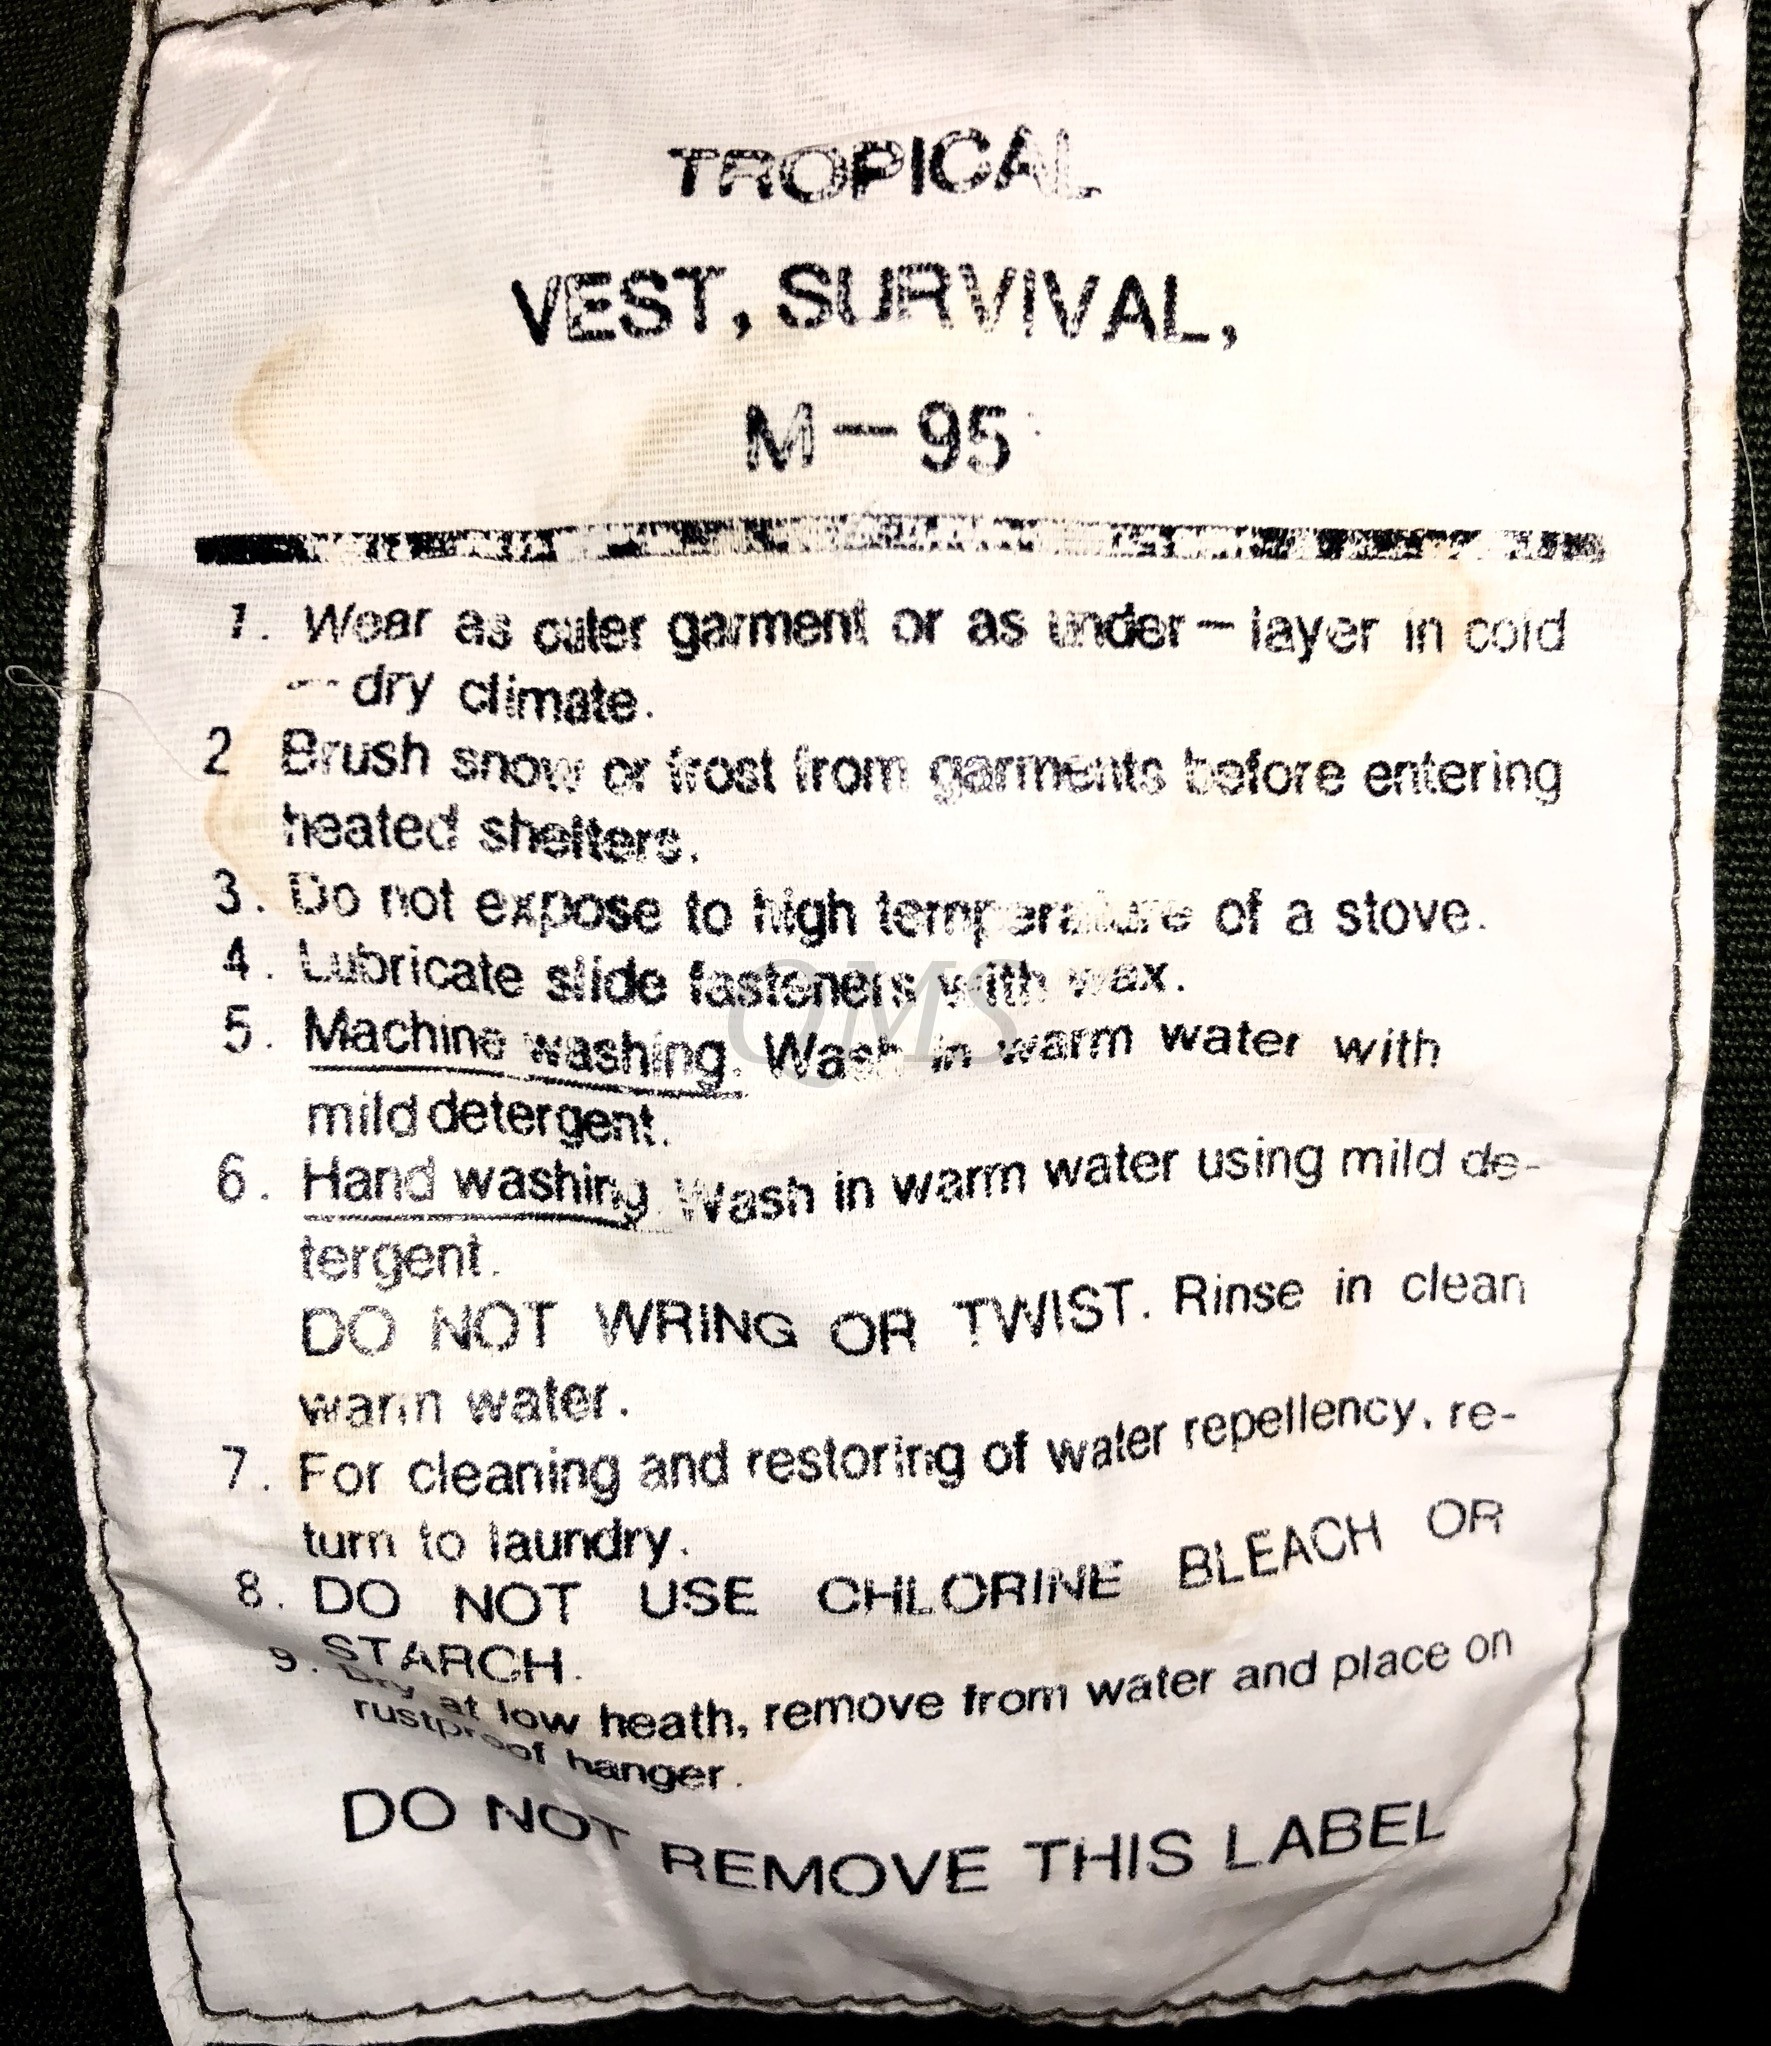 TROPICAL
VEST, SURVIVAL,
M-95
1. Wear as outer garment or as under-layer in cold
-dry climate.
2 Brush snow or frost from garments before entering
heated shelters.
3. Do not expose to high temperature of a stove.
4. Lubricate slide fasteners with wax.
QMS
5. Machine washing. Wash in warm water with
mild detergent.
6. Hand washing. Wash in warm water using mild de-
tergent.
DO NOT WRING OR TWIST. Rinse in clean
warm water.
7. For cleaning and restoring of water repellency, re-
turn to laundry.
8. DO NOT USE CHLORINE BLEACH OR
STARCH.
9. Dry at low heath, remove from water and place on
rustproof hanger.
DO NOT REMOVE THIS LABEL